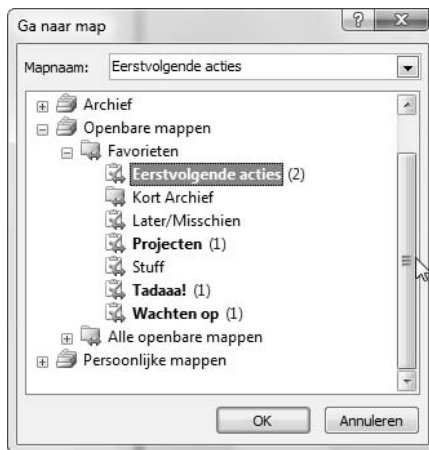 Ga naar map
Mapnaam: Eerstvolgende acties
Archief
Openbare mappen
Favorieten
Eerstvolgende acties (2)
Kort Archief
Later/Misschien
Projecten (1)
Stuff
Tadaaa! (1)
Wachten op (1)
Alle openbare mappen
Persoonlijke mappen
OK Annuleren